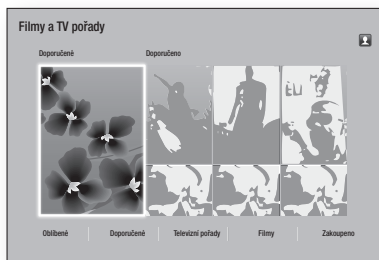 Filmy a TV pořady
Doporučené Doporučeno
Oblíbené Doporučené Televizní pořady Filmy Zakoupeno